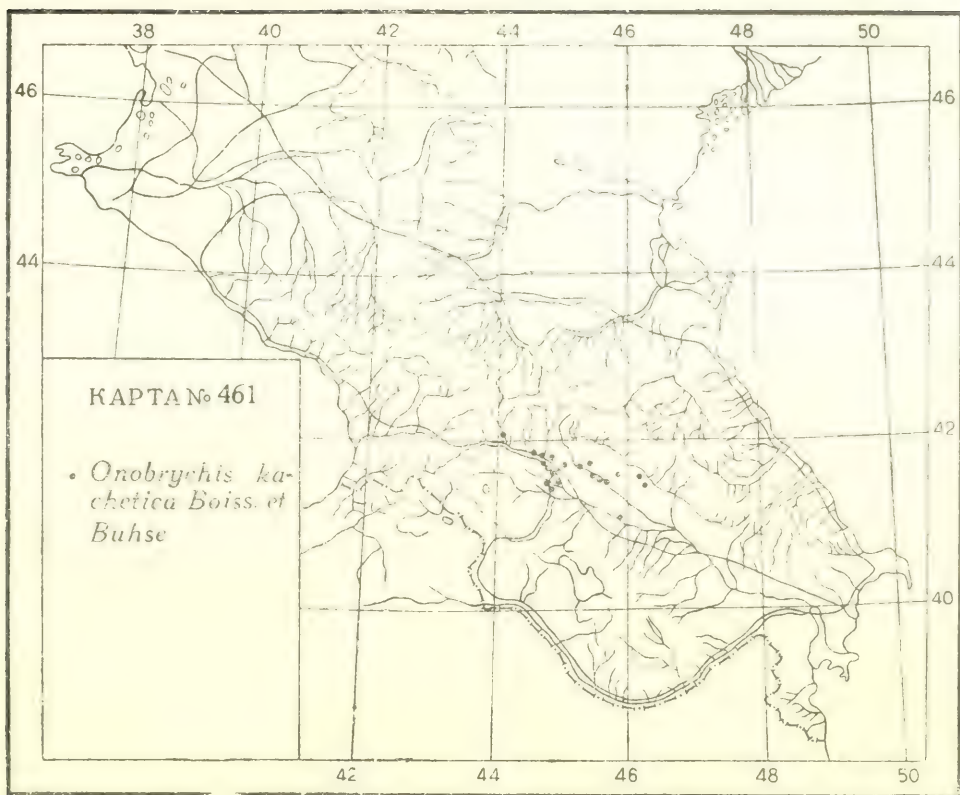 38 40 42 44 46 48 50
46 46
44 44
КАРТА № 461
42
• Onobrychis ka-
chetica Boiss. et
Buhse
40
42 44 46 48 50